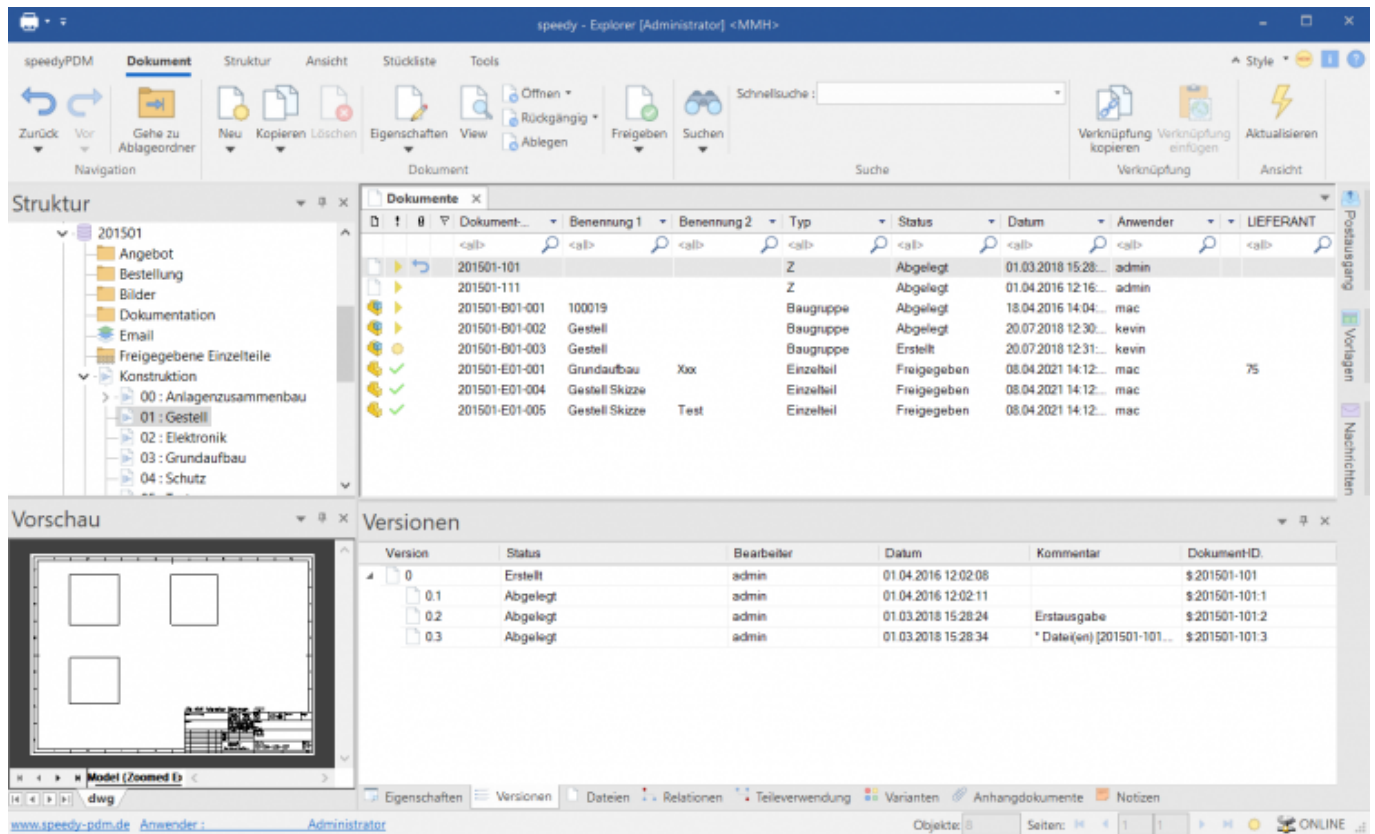 speedy - Explorer [Administrator] <MMH>
speedyPDM Dokument Struktur Ansicht Stückliste Tools Style
Zurück Vor Gehe zu Ablageordner Neu Kopieren Löschen Eigenschaften View Öffnen Rückgängig Ablegen Freigeben Suchen Schnellsuche : Verknüpfung kopieren Verknüpfung einfügen Aktualisieren
Navigation Dokument Suche Verknüpfung Ansicht
Struktur
201501
Angebot
Bestellung
Bilder
Dokumentation
Email
Freigegebene Einzelteile
Konstruktion
00 : Anlagenzusammenbau
01 : Gestell
02 : Elektronik
03 : Grundaufbau
04 : Schutz
Dokumente
Dokument-... Benennung 1 Benennung 2 Typ Status Datum Anwender LIEFERANT
<all> <all> <all> <all> <all> <all> <all> <all>
201501-101 Z Abgelegt 01.03.2018 15:28:... admin
201501-111 Z Abgelegt 01.04.2016 12:16:... admin
201501-B01-001 100019 Baugruppe Abgelegt 18.04.2016 14:04:... mac
201501-B01-002 Gestell Baugruppe Abgelegt 20.07.2018 12:30:... kevin
201501-B01-003 Gestell Baugruppe Erstellt 20.07.2018 12:31:... kevin
201501-E01-001 Grundaufbau Xxx Einzelteil Freigegeben 08.04.2021 14:12:... mac 75
201501-E01-004 Gestell Skizze Einzelteil Freigegeben 08.04.2021 14:12:... mac
201501-E01-005 Gestell Skizze Test Einzelteil Freigegeben 08.04.2021 14:12:... mac
Postausgang
Vorlagen
Nachrichten
Vorschau
Model (Zoomed E
dwg
Versionen
Version Status Bearbeiter Datum Kommentar Dokument-ID.
0 Erstellt admin 01.04.2016 12:02:08 $:201501-101
0.1 Abgelegt admin 01.04.2016 12:02:11 $:201501-101:1
0.2 Abgelegt admin 01.03.2018 15:28:24 Erstausgabe $:201501-101:2
0.3 Abgelegt admin 01.03.2018 15:28:34 * Datei(en) [201501-101... $:201501-101:3
Eigenschaften Versionen Dateien Relationen Teileverwendung Varianten Anhangdokumente Notizen
www.speedy-pdm.de Anwender : Administrator Objekte: 8 Seiten: 1 1 ONLINE